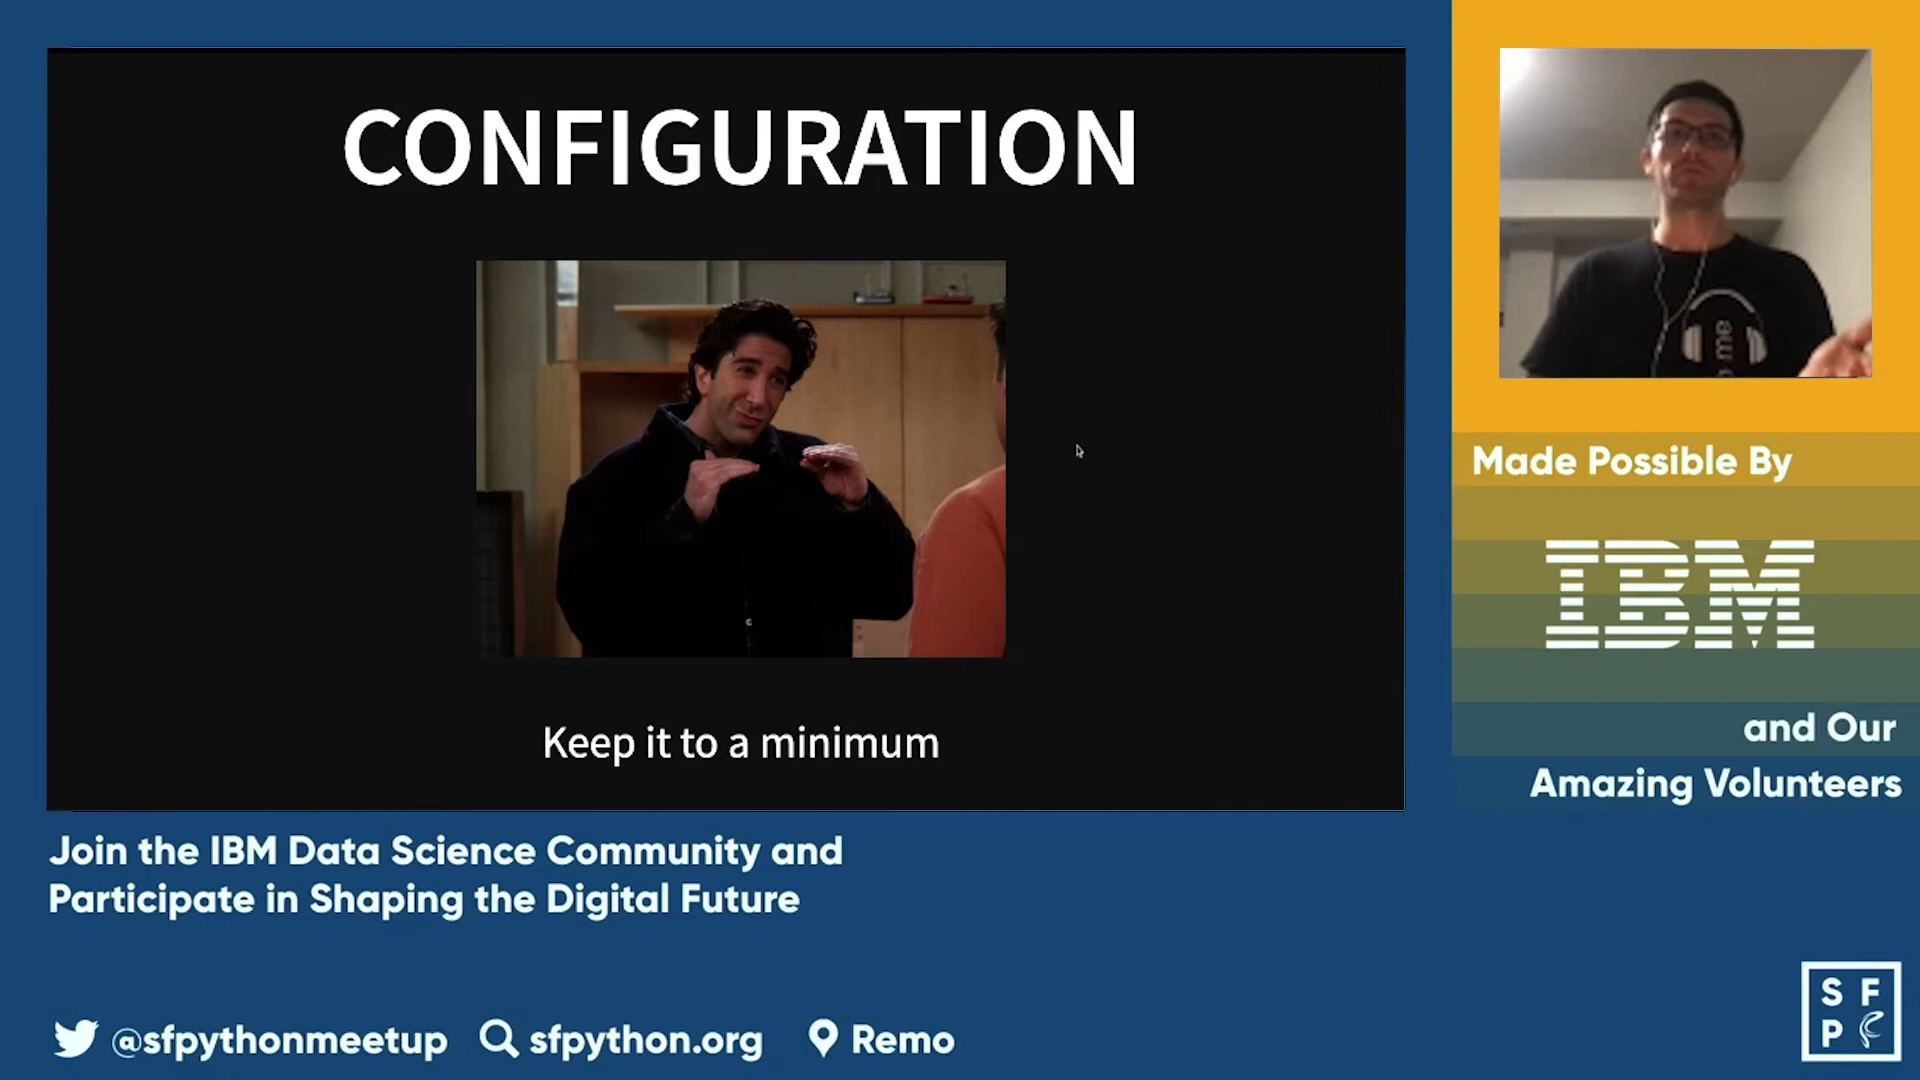 CONFIGURATION
Keep it to a minimum
me
Made Possible By
IBM
and Our
Amazing Volunteers
Join the IBM Data Science Community and
Participate in Shaping the Digital Future
@sfpythonmeetup
sfpython.org
Remo
S F
P